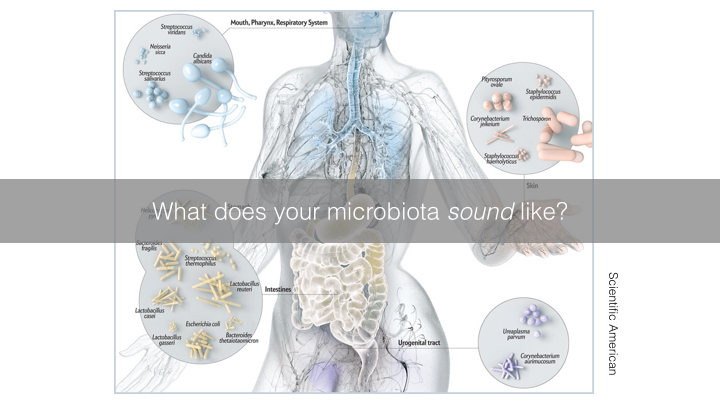 Streptococcus
viridans
Neisseria
sicca
Candida
albicans
Streptococcus
salivarius
Mouth, Pharynx, Respiratory System
Pityrosporum
ovale
Staphylococcus
epidermidis
Corynebacterium
jeikeium
Trichosporon
Staphylococcus
haemolyticus
Skin
What does your microbiota sound like?
Bacteroides
fragilis
Streptococcus
thermophilus
Lactobacillus
reuteri
Lactobacillus
casei
Escherichia coli
Lactobacillus
gasseri
Bacteroides
thetaiotaomicron
Intestines
Urogenital tract
Ureaplasma
parvum
Corynebacterium
aurimucosum
Scientific American